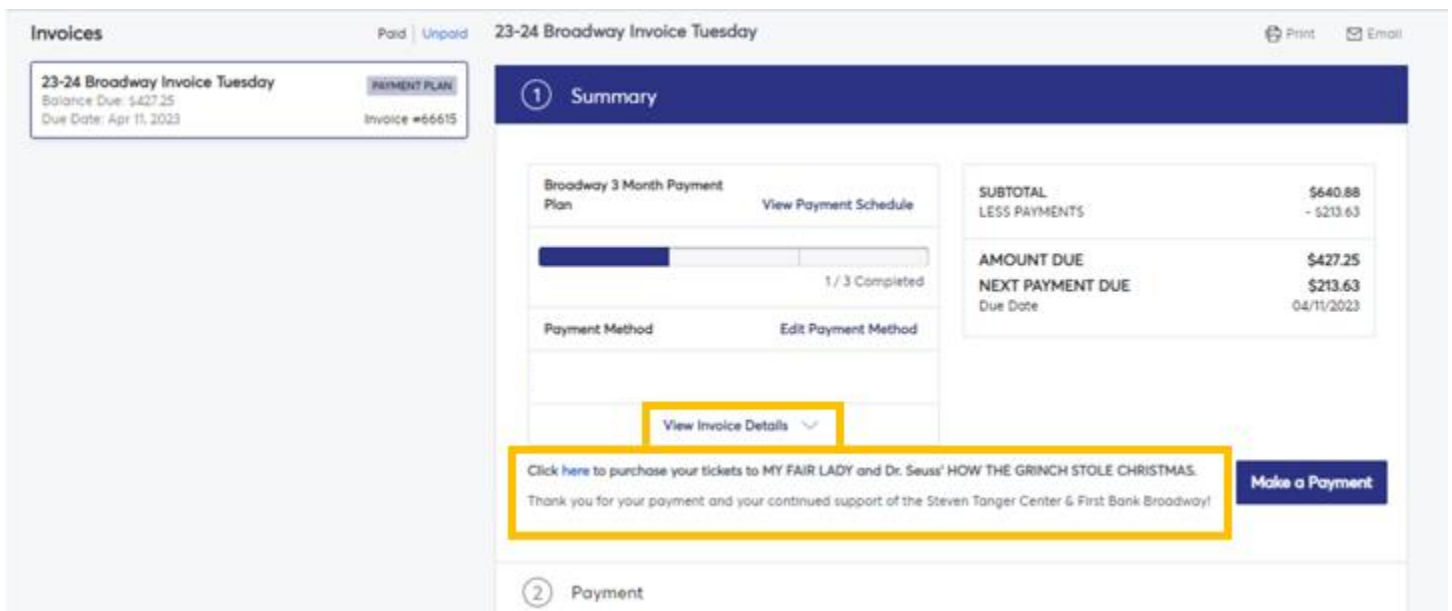 Invoices
Paid | Unpaid
23-24 Broadway Invoice Tuesday
Print
Email
23-24 Broadway Invoice Tuesday
PAYMENT PLAN
Balance Due: $427.25
Due Date: Apr 11, 2023
Invoice #66615
1 Summary
Broadway 3 Month Payment
Plan
View Payment Schedule
1 / 3 Completed
Payment Method
Edit Payment Method
View Invoice Details
SUBTOTAL $640.88
LESS PAYMENTS - $213.63
AMOUNT DUE $427.25
NEXT PAYMENT DUE $213.63
Due Date 04/11/2023
Click here to purchase your tickets to MY FAIR LADY and Dr. Seuss' HOW THE GRINCH STOLE CHRISTMAS.
Thank you for your payment and your continued support of the Steven Tanger Center & First Bank Broadway!
Make a Payment
2 Payment